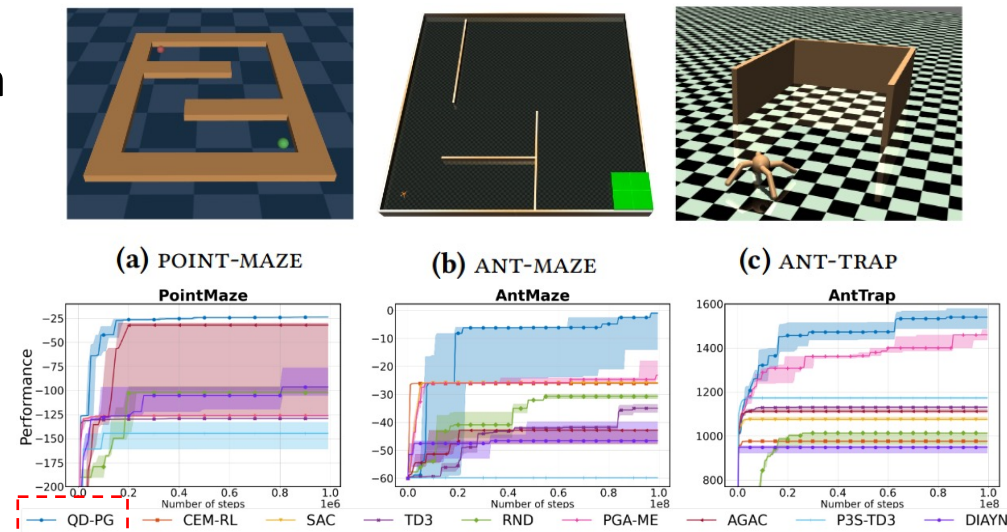 n
(a) POINT-MAZE
(b) ANT-MAZE
(c) ANT-TRAP
PointMaze
AntMaze
AntTrap
Performance
−25
−50
−75
−100
−125
−150
−175
−200
0.0 0.2 0.4 0.6 0.8 1.0
Number of steps 1e6
0
−10
−20
−30
−40
−50
−60
0.0 0.2 0.4 0.6 0.8 1.0
Number of steps 1e8
1600
1400
1200
1000
800
0.0 0.2 0.4 0.6 0.8 1.0
Number of steps 1e8
QD-PG CEM-RL SAC TD3 RND PGA-ME AGAC P3S-TD3 DIAYN